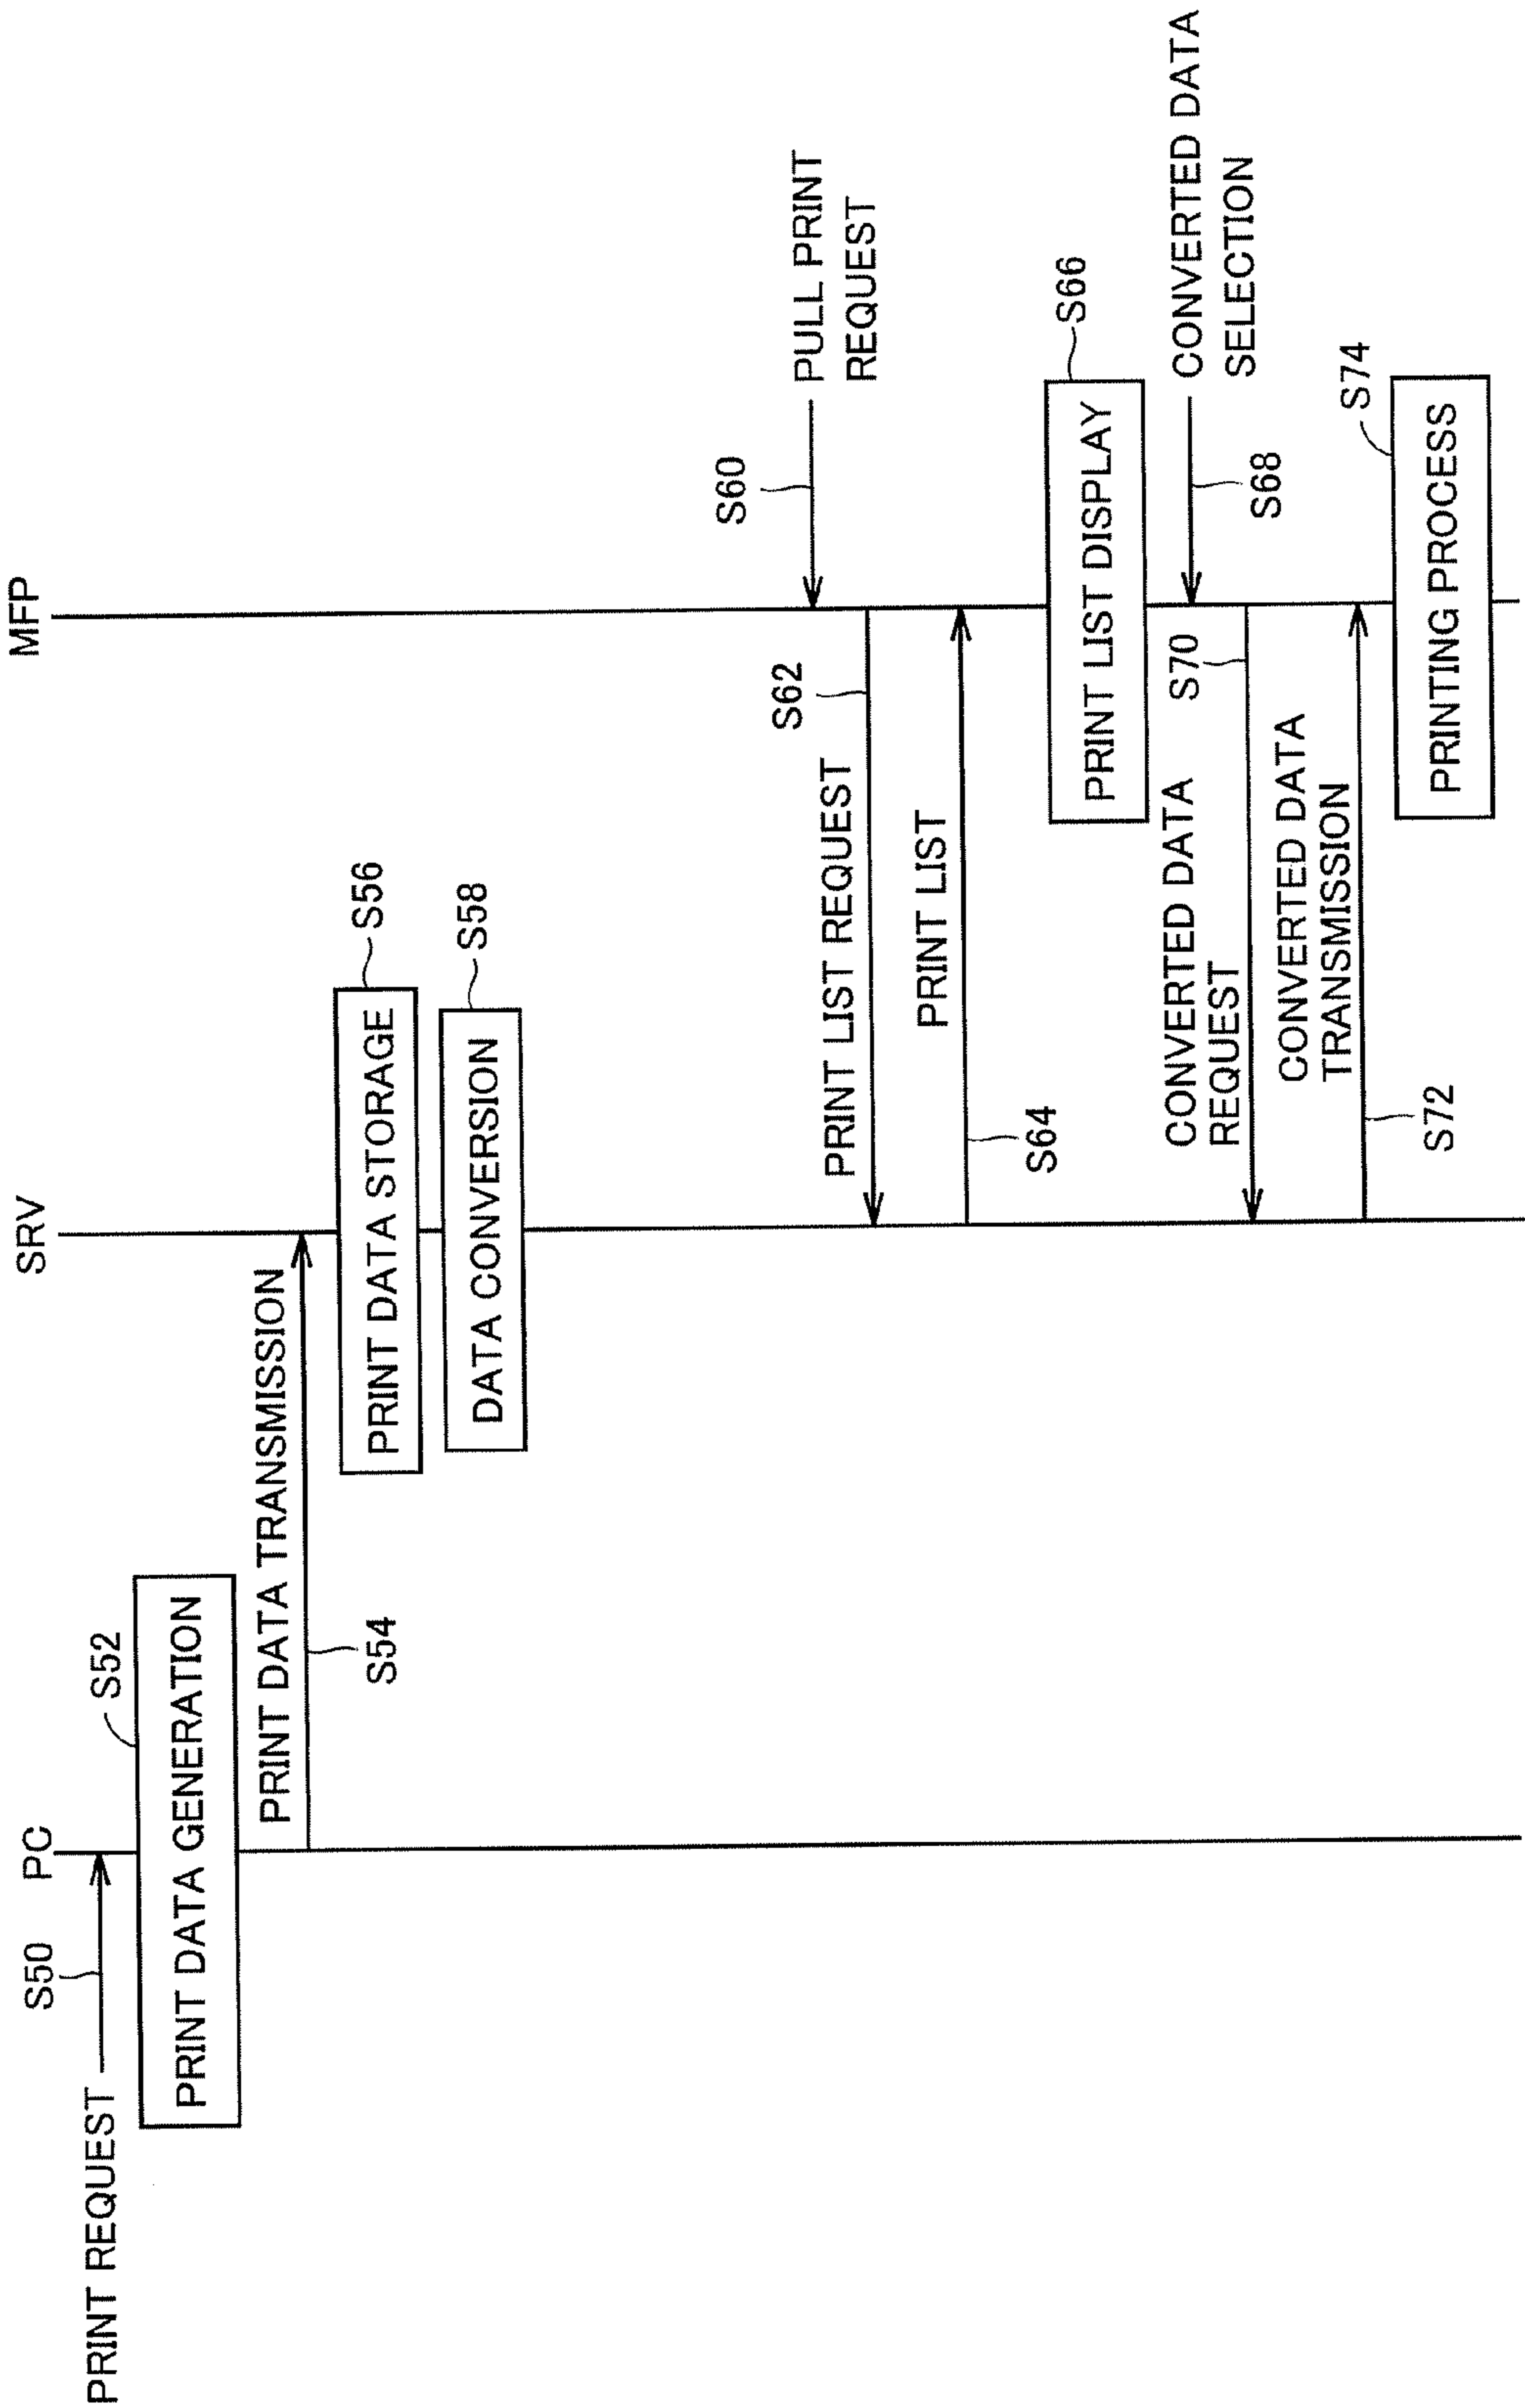 S50 PC
SRV
MFP
PRINT REQUEST
S52
PRINT DATA GENERATION
PRINT DATA TRANSMISSION
S54
PRINT DATA STORAGE
S56
DATA CONVERSION
S58
S60
PULL PRINT
REQUEST
S62
PRINT LIST REQUEST
PRINT LIST
S64
S66
PRINT LIST DISPLAY
CONVERTED DATA
SELECTION
S68
S70
CONVERTED DATA
REQUEST
CONVERTED DATA
TRANSMISSION
S72
S74
PRINTING PROCESS